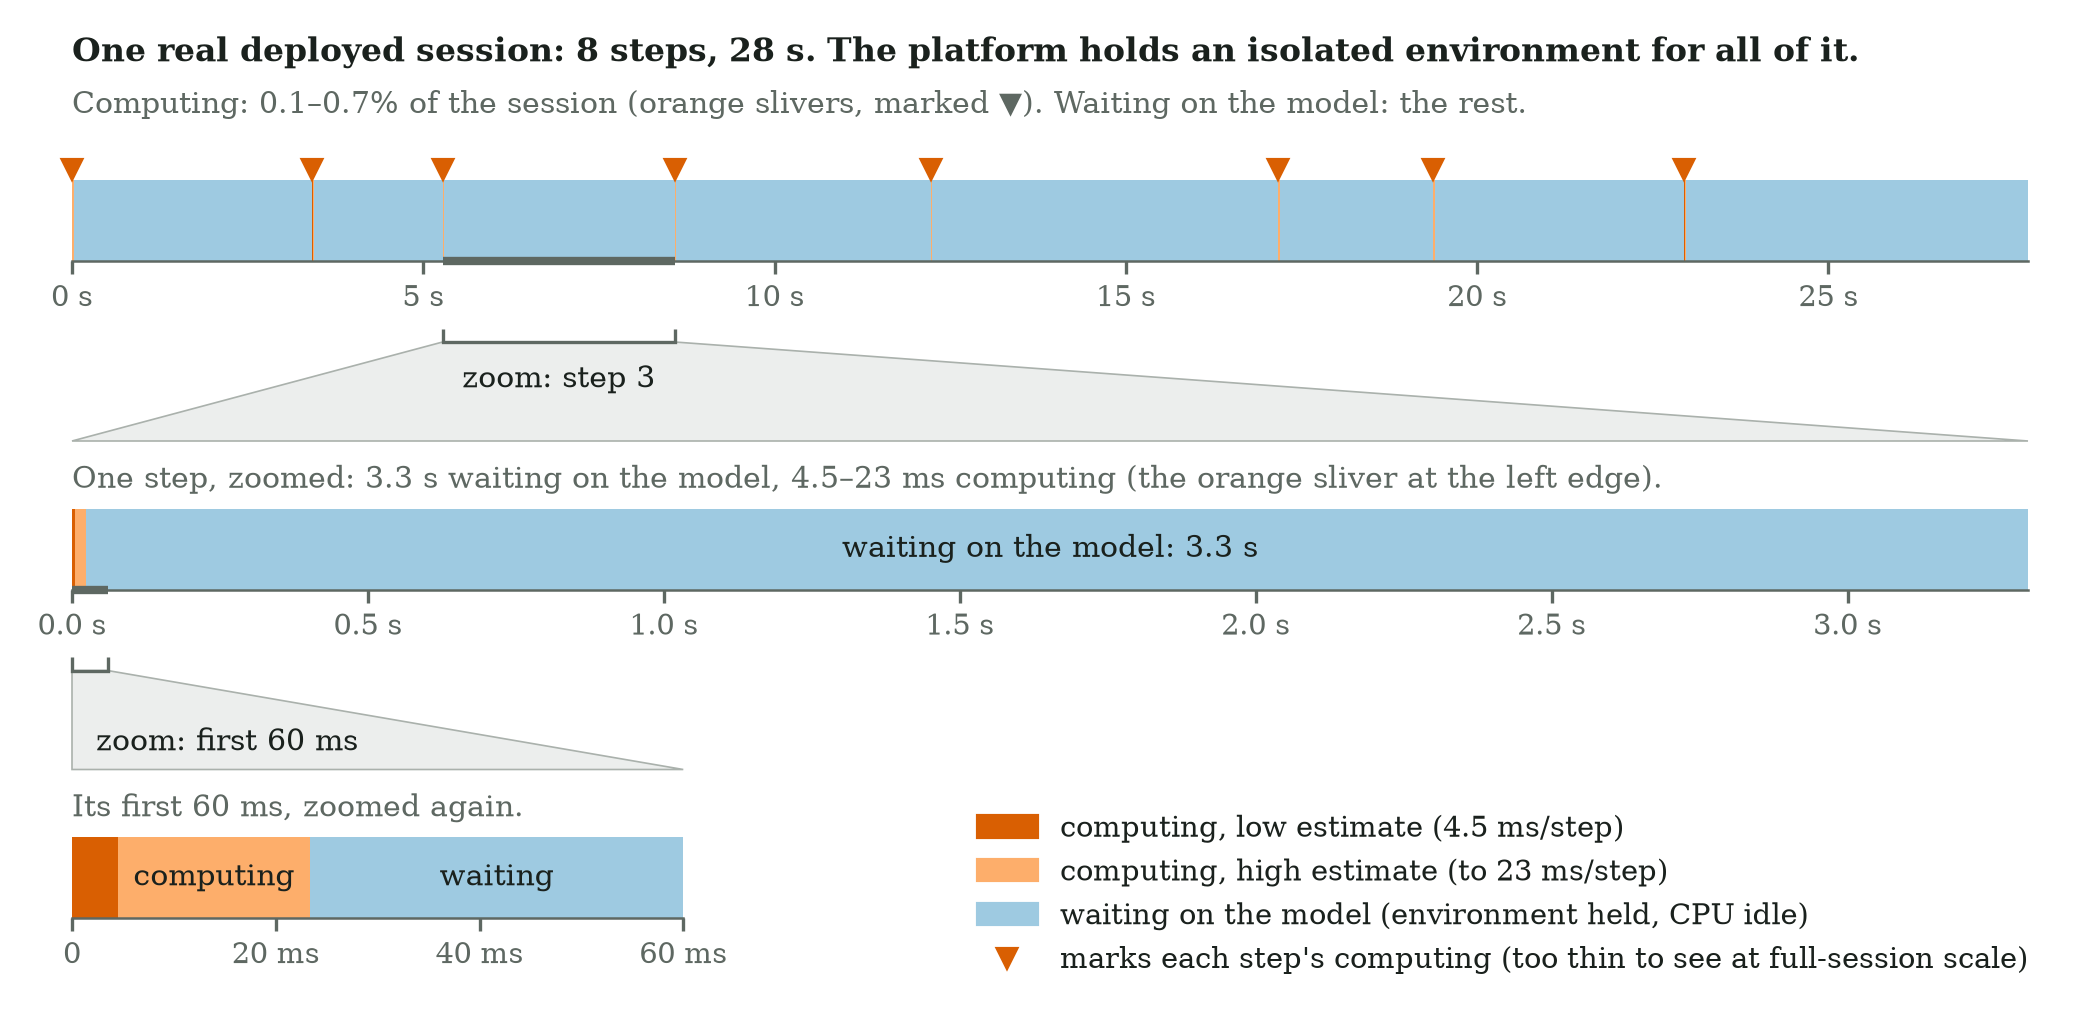 One real deployed session: 8 steps, 28 s. The platform holds an isolated environment for all of it.
Computing: 0.1–0.7% of the session (orange slivers, marked ▼). Waiting on the model: the rest.
0 s
5 s
10 s
15 s
20 s
25 s
zoom: step 3
One step, zoomed: 3.3 s waiting on the model, 4.5–23 ms computing (the orange sliver at the left edge).
waiting on the model: 3.3 s
0.0 s
0.5 s
1.0 s
1.5 s
2.0 s
2.5 s
3.0 s
zoom: first 60 ms
Its first 60 ms, zoomed again.
computing
waiting
0
20 ms
40 ms
60 ms
computing, low estimate (4.5 ms/step)
computing, high estimate (to 23 ms/step)
waiting on the model (environment held, CPU idle)
marks each step's computing (too thin to see at full-session scale)